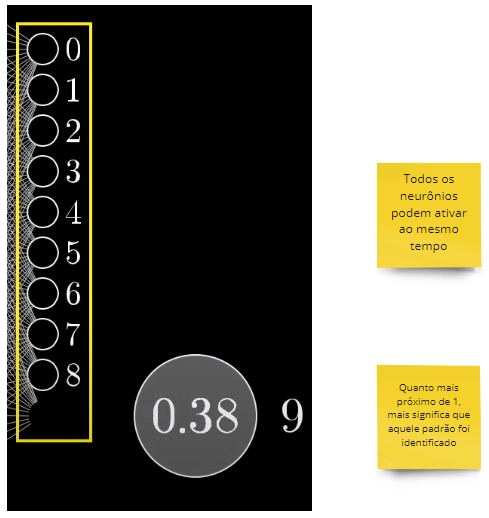 0
1
2
3
4
5
6
7
8
0.38 9
Todos os
neurônios
podem ativar
ao mesmo
tempo
Quanto mais
próximo de 1,
mais significa que
aquele padrão foi
identificado